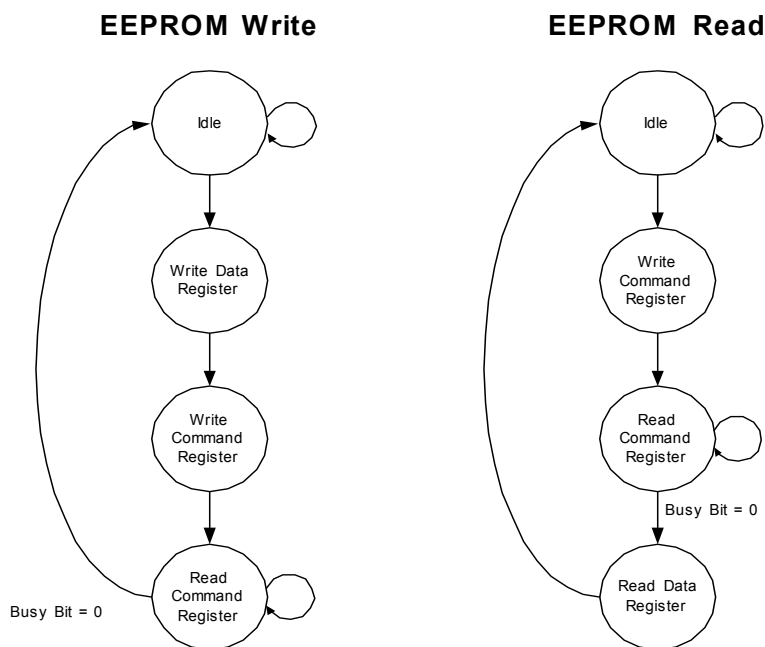 EEPROM Write
Idle
Write Data
Register
Write
Command
Register
Read
Command
Register
Busy Bit = 0
EEPROM Read
Idle
Write
Command
Register
Read
Command
Register
Busy Bit = 0
Read Data
Register